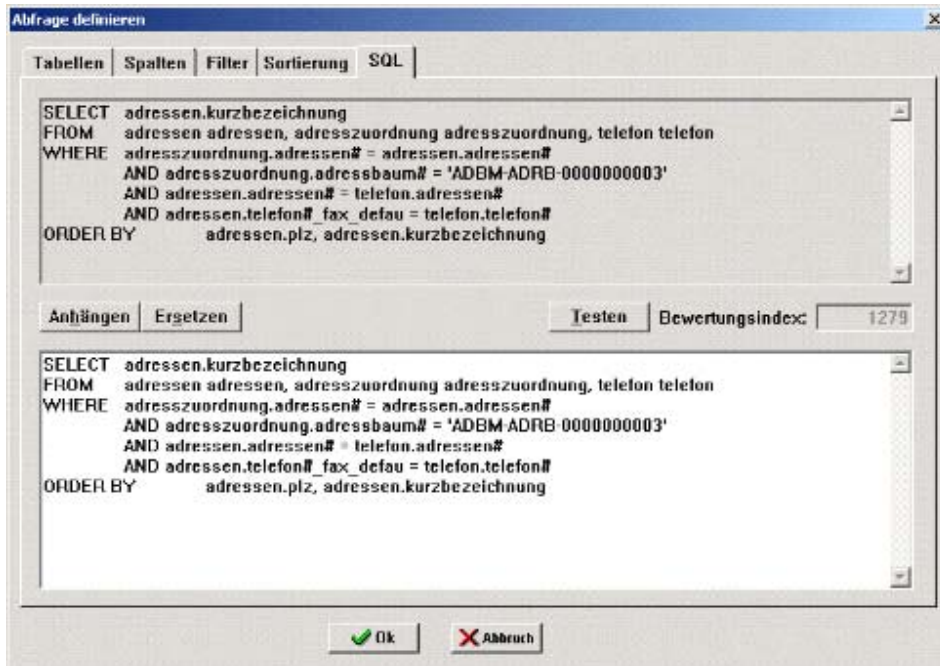 Abfrage definieren
Tabellen Spalten Filter Sortierung SQL
SELECT adressen.kurzbezeichnung
FROM adressen adressen, adresszuordnung adresszuordnung, telefon telefon
WHERE adresszuordnung.adressen# = adressen.adressen#
AND adresszuordnung.adressbaum# = 'ADBM-ADRB-0000000003'
AND adressen.adressen# = telefon.adressen#
AND adressen.telefon#_fax_defau = telefon.telefon#
ORDER BY adressen.plz, adressen.kurzbezeichnung
Anhängen Ersetzen Testen Bewertungsindex: 1279
SELECT adressen.kurzbezeichnung
FROM adressen adressen, adresszuordnung adresszuordnung, telefon telefon
WHERE adresszuordnung.adressen# = adressen.adressen#
AND adresszuordnung.adressbaum# = 'ADBM-ADRB-0000000003'
AND adressen.adressen# = telefon.adressen#
AND adressen.telefon#_fax_defau = telefon.telefon#
ORDER BY adressen.plz, adressen.kurzbezeichnung
Ok Abbruch